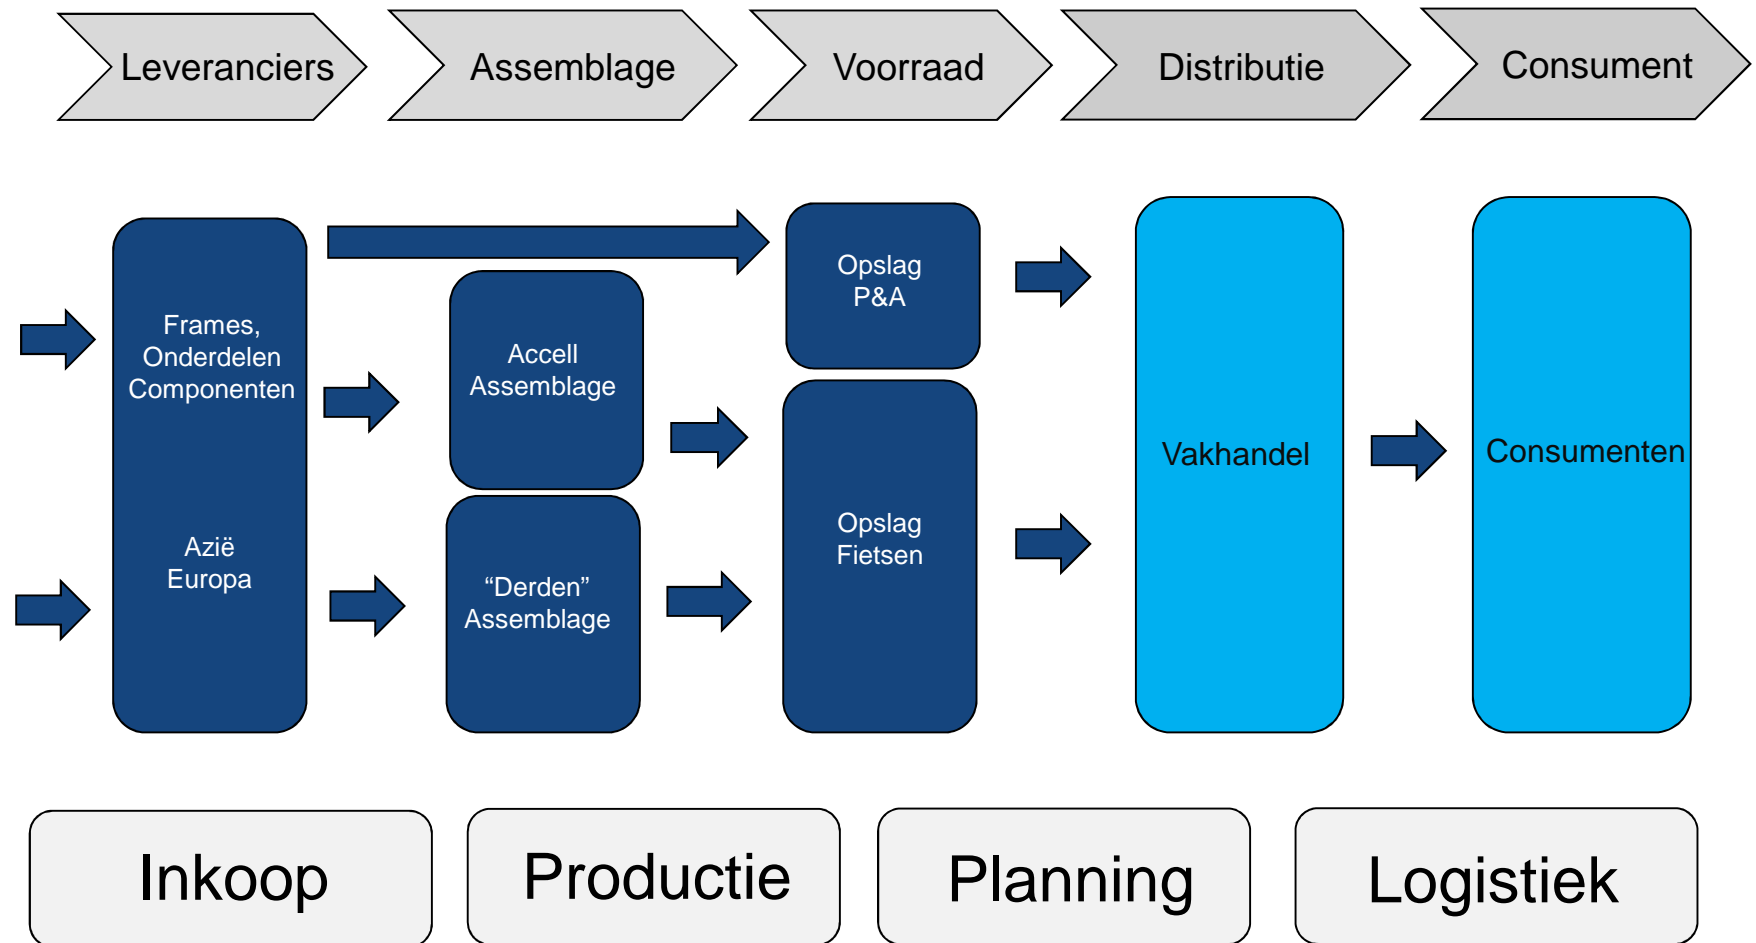 Leveranciers
Assemblage
Voorraad
Distributie
Consument
Frames,
Onderdelen
Componenten
Azië
Europa
Accell
Assemblage
“Derden”
Assemblage
Opslag
P&A
Opslag
Fietsen
Vakhandel
Consumenten
Inkoop
Productie
Planning
Logistiek